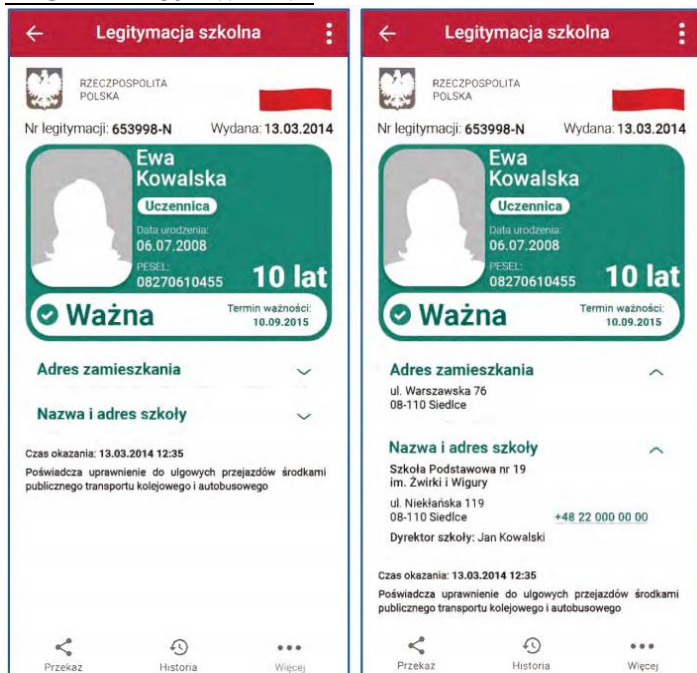 Legitymacja szkolna
RZECZPOSPOLITA
POLSKA
Nr legitymacji: 653998-N Wydana: 13.03.2014
Ewa
Kowalska
Uczennica
Data urodzenia:
06.07.2008
PESEL:
08270610455
10 lat
Ważna
Termin ważności:
10.09.2015
Adres zamieszkania
Nazwa i adres szkoły
Czas okazania: 13.03.2014 12:35
Poświadcza uprawnienie do ulgowych przejazdów środkami
publicznego transportu kolejowego i autobusowego
Przekaz Historia Więcej
Legitymacja szkolna
RZECZPOSPOLITA
POLSKA
Nr legitymacji: 653998-N Wydana: 13.03.2014
Ewa
Kowalska
Uczennica
Data urodzenia:
06.07.2008
PESEL:
08270610455
10 lat
Ważna
Termin ważności:
10.09.2015
Adres zamieszkania
ul. Warszawska 76
08-110 Siedlce
Nazwa i adres szkoły
Szkoła Podstawowa nr 19
im. Żwirki i Wigury
ul. Niekłańska 119
08-110 Siedlce +48 22 000 00 00
Dyrektor szkoły: Jan Kowalski
Czas okazania: 13.03.2014 12:35
Poświadcza uprawnienie do ulgowych przejazdów środkami
publicznego transportu kolejowego i autobusowego
Przekaz Historia Więcej